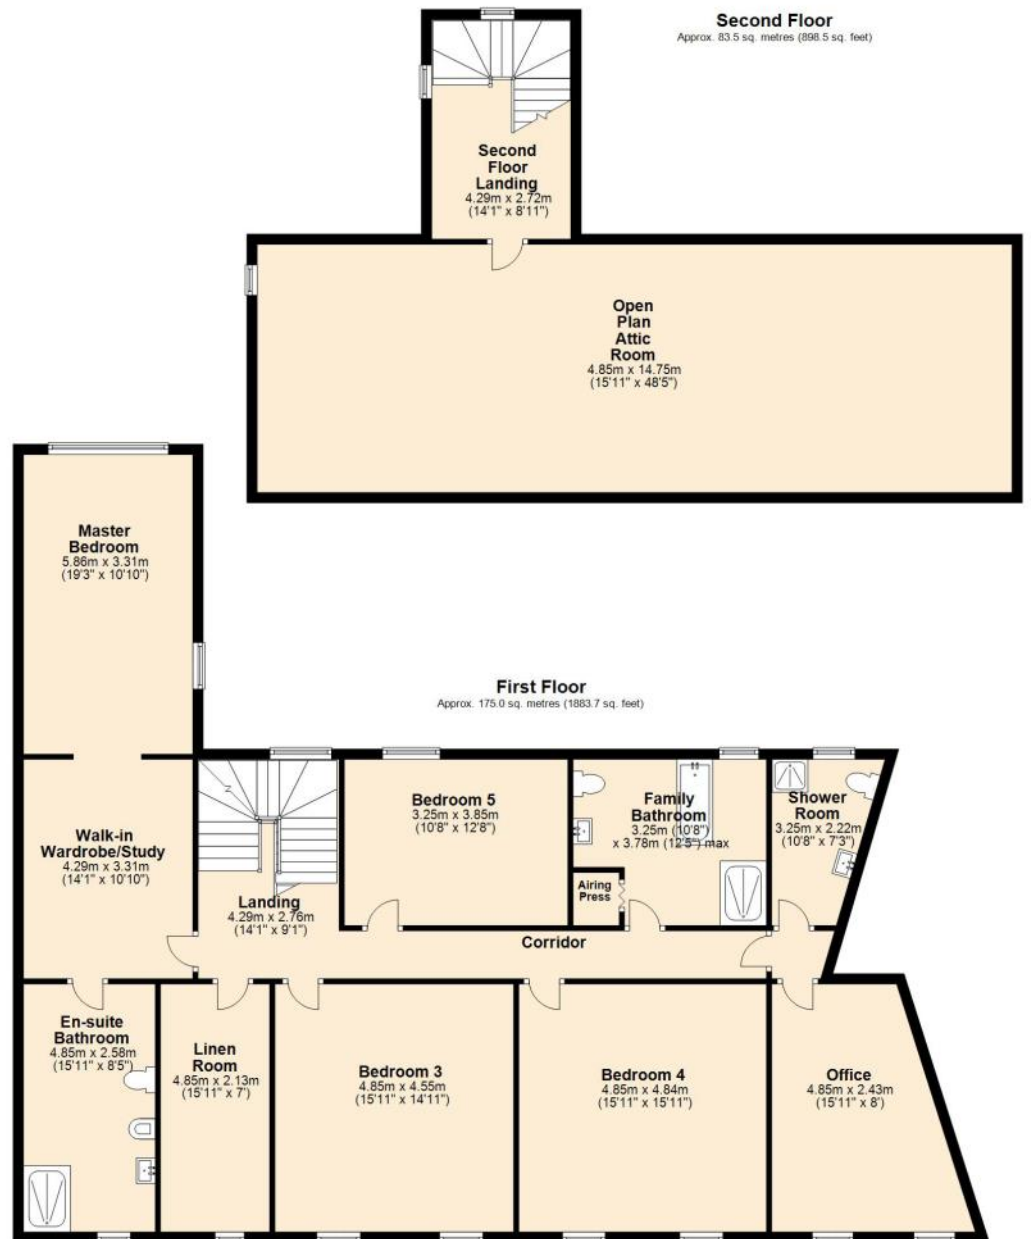 Second Floor
Approx. 83.5 sq. metres (898.5 sq. feet)
Second
Floor
Landing
4.29m x 2.72m
(14'1" x 8'11")
Open
Plan
Attic
Room
4.85m x 14.75m
(15'11" x 48'5")
Master
Bedroom
5.86m x 3.31m
(19'3" x 10'10")
First Floor
Approx. 175.0 sq. metres (1883.7 sq. feet)
Walk-in
Wardrobe/Study
4.29m x 3.31m
(14'1" x 10'10")
Landing
4.29m x 2.76m
(14'1" x 9'1")
Bedroom 5
3.25m x 3.85m
(10'8" x 12'8")
Family
Bathroom
3.25m (10'8")
x 3.78m (12'5") max
Shower
Room
3.25m x 2.22m
(10'8" x 7'3")
Airing
Press
Corridor
En-suite
Bathroom
4.85m x 2.58m
(15'11" x 8'5")
Linen
Room
4.85m x 2.13m
(15'11" x 7')
Bedroom 3
4.85m x 4.55m
(15'11" x 14'11")
Bedroom 4
4.85m x 4.84m
(15'11" x 15'11")
Office
4.85m x 2.43m
(15'11" x 8')